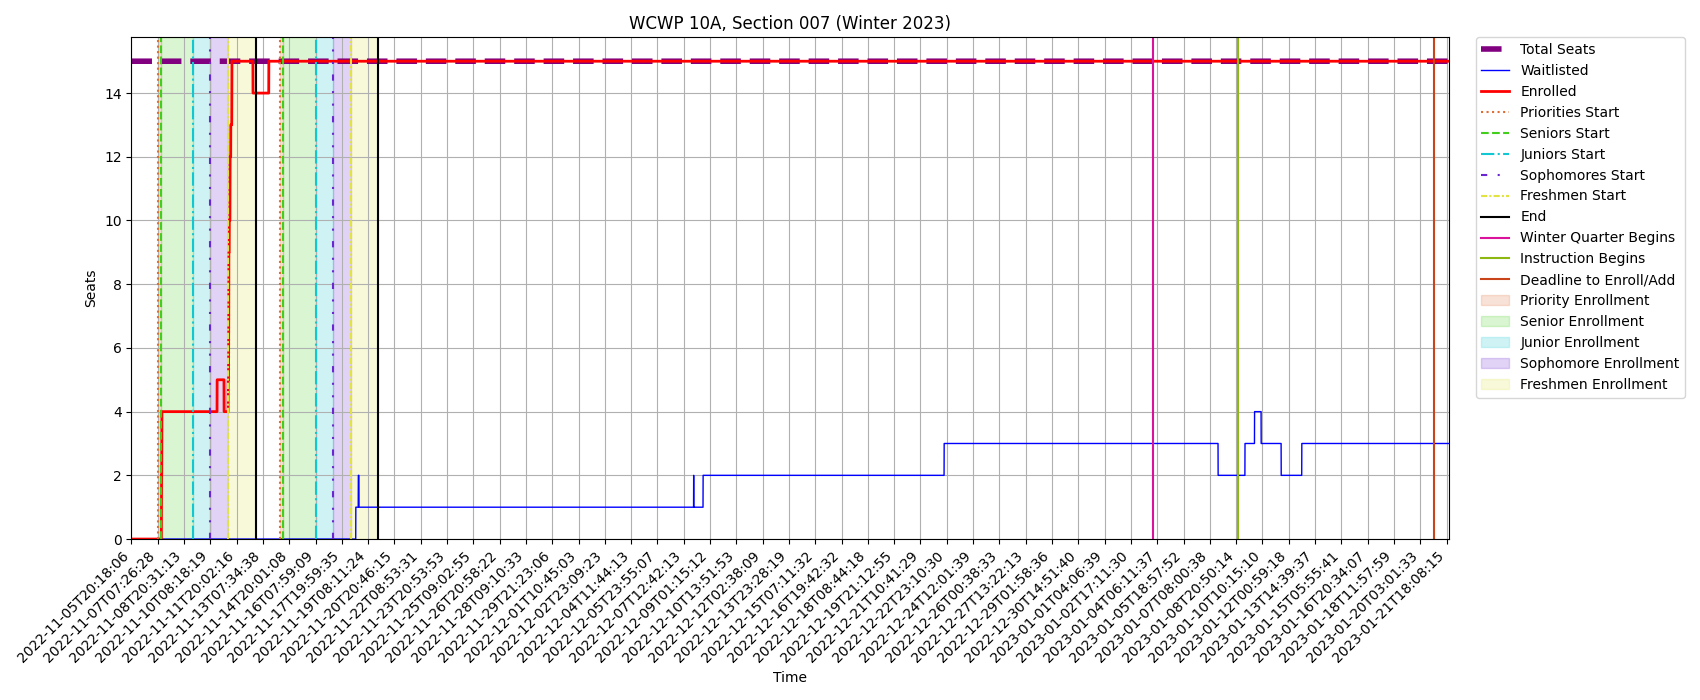 WCWP 10A, Section 007 (Winter 2023)
Seats
14
12
10
8
6
4
2
0
2022-11-05T20:18:06
2022-11-07T07:26:28
2022-11-08T20:31:13
2022-11-10T08:18:19
2022-11-11T20:02:16
2022-11-13T07:34:38
2022-11-14T20:01:08
2022-11-16T07:59:09
2022-11-17T19:59:35
2022-11-19T08:11:24
2022-11-20T20:46:15
2022-11-22T08:53:31
2022-11-23T20:53:53
2022-11-25T09:02:55
2022-11-26T20:58:22
2022-11-28T09:10:33
2022-11-29T21:23:06
2022-12-01T10:45:03
2022-12-02T23:09:23
2022-12-04T11:44:13
2022-12-05T23:55:07
2022-12-07T12:42:13
2022-12-09T01:15:12
2022-12-10T13:51:53
2022-12-12T02:38:09
2022-12-13T23:28:19
2022-12-15T07:11:32
2022-12-16T19:42:32
2022-12-18T08:44:18
2022-12-19T21:12:55
2022-12-21T10:41:29
2022-12-22T23:10:30
2022-12-24T12:01:39
2022-12-26T00:38:33
2022-12-27T13:22:13
2022-12-29T01:58:36
2022-12-30T14:51:40
2023-01-01T04:06:39
2023-01-02T17:11:30
2023-01-04T06:11:37
2023-01-05T18:57:52
2023-01-07T08:00:38
2023-01-08T20:50:14
2023-01-10T10:15:10
2023-01-12T00:59:18
2023-01-13T14:39:37
2023-01-15T05:55:41
2023-01-16T20:34:07
2023-01-18T11:57:59
2023-01-20T03:01:33
2023-01-21T18:08:15
Time
Total Seats
Waitlisted
Enrolled
Priorities Start
Seniors Start
Juniors Start
Sophomores Start
Freshmen Start
End
Winter Quarter Begins
Instruction Begins
Deadline to Enroll/Add
Priority Enrollment
Senior Enrollment
Junior Enrollment
Sophomore Enrollment
Freshmen Enrollment